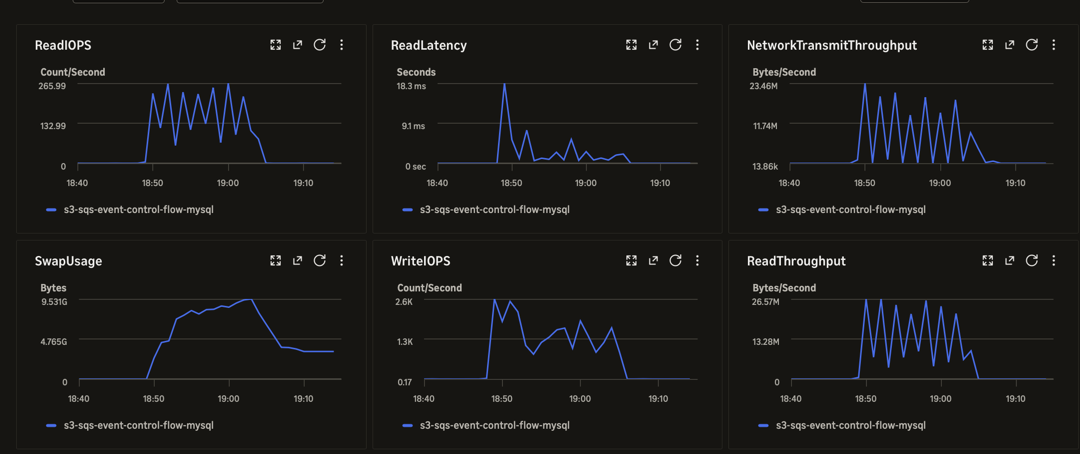 ReadIOPS
Count/Second
265.99
132.99
0
18:40 18:50 19:00 19:10
s3-sqs-event-control-flow-mysql
ReadLatency
Seconds
18.3 ms
9.1 ms
0 sec
18:40 18:50 19:00 19:10
s3-sqs-event-control-flow-mysql
NetworkTransmitThroughput
Bytes/Second
23.46M
11.74M
13.86k
18:40 18:50 19:00 19:10
s3-sqs-event-control-flow-mysql
SwapUsage
Bytes
9.531G
4.765G
0
18:40 18:50 19:00 19:10
s3-sqs-event-control-flow-mysql
WriteIOPS
Count/Second
2.6K
1.3K
0.17
18:40 18:50 19:00 19:10
s3-sqs-event-control-flow-mysql
ReadThroughput
Bytes/Second
26.57M
13.28M
0
18:40 18:50 19:00 19:10
s3-sqs-event-control-flow-mysql